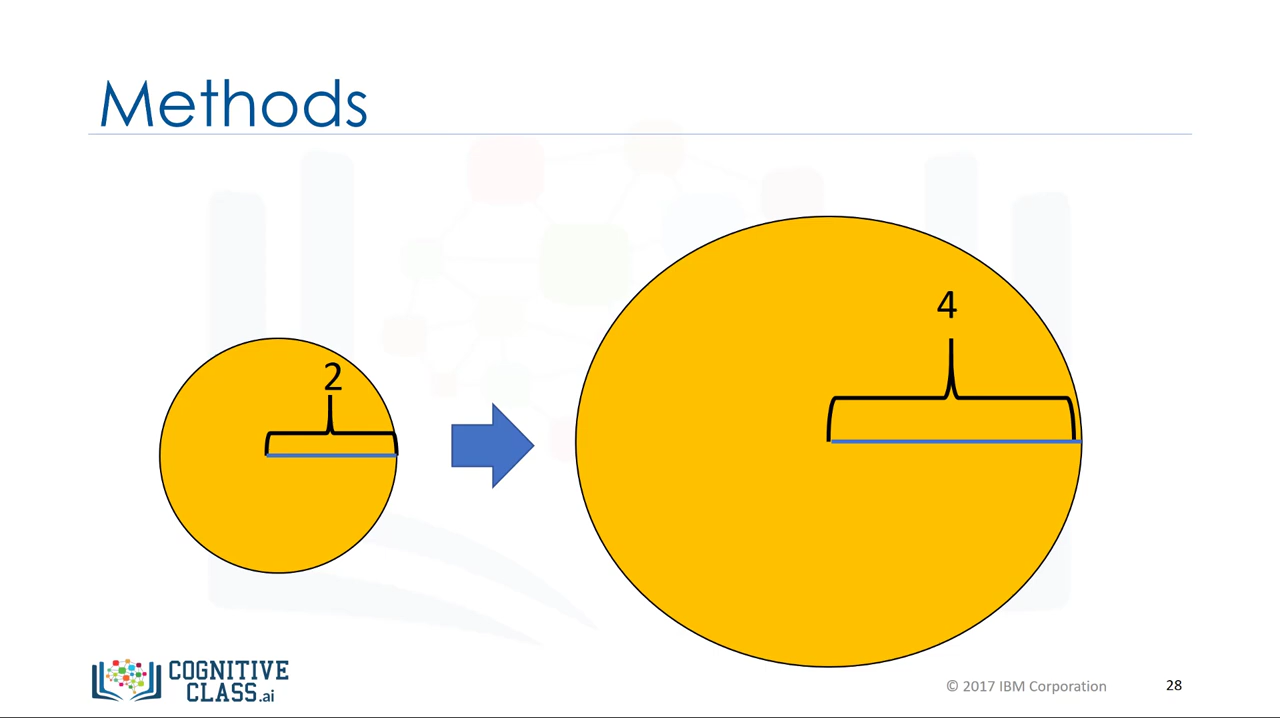 Methods
4
2
COGNITIVE
CLASS.ai
© 2017 IBM Corporation
28